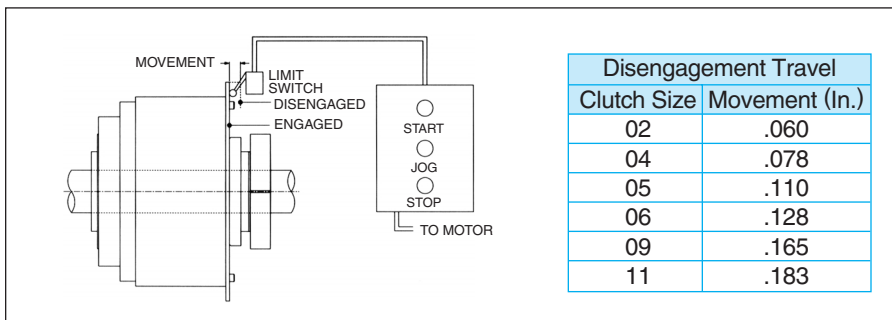 MOVEMENT
LIMIT
SWITCH
DISENGAGED
ENGAGED
START
JOG
STOP
TO MOTOR
Disengagement Travel
Clutch Size Movement (In.)
02 .060
04 .078
05 .110
06 .128
09 .165
11 .183